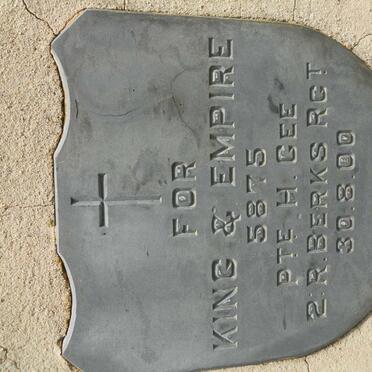 FOR
KING & EMPIRE
5875
PTE. H. GEE
2: R. BERKS RGT
30.8.00